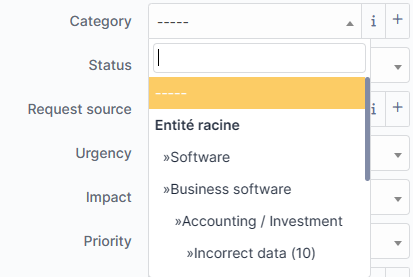 Category
-----
i +
Status
-----
Request source
Entité racine
i +
»Software
Urgency
»Business software
Impact
»Accounting / Investment
Priority
»Incorrect data (10)